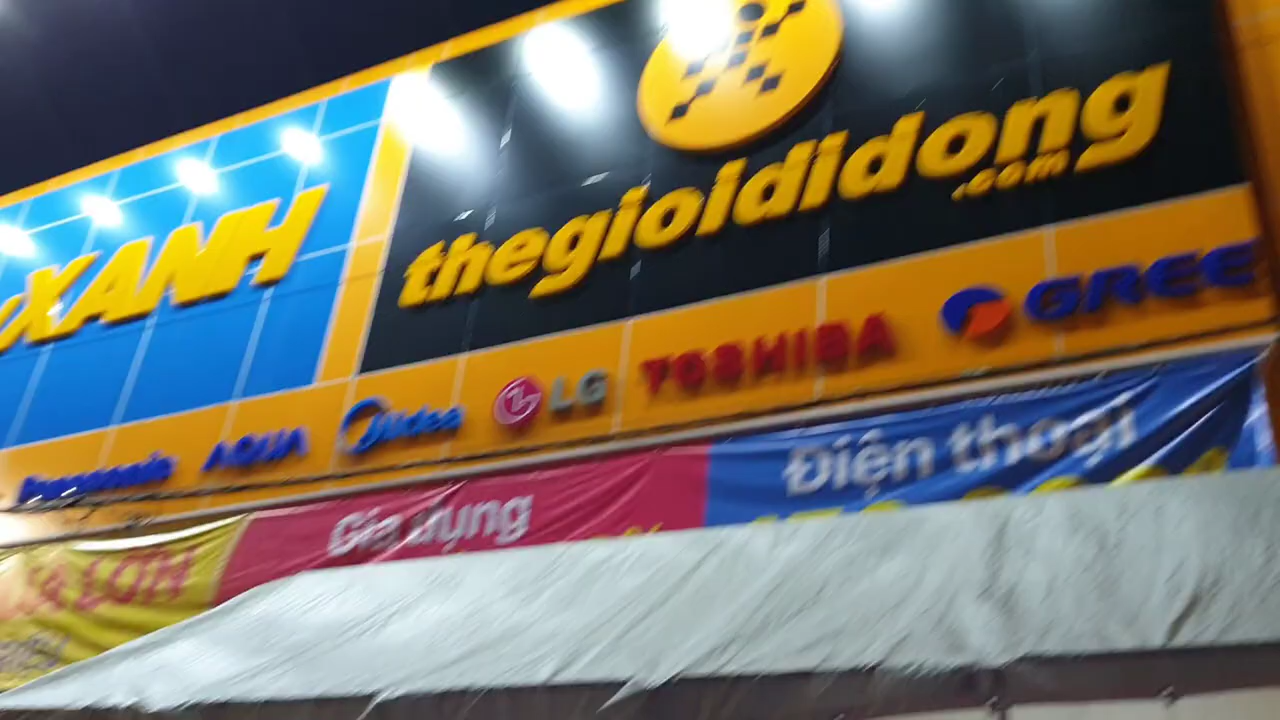 XANH
thegioididong
.com
Panasonic
AQUA
Midea
LG
TOSHIBA
GREE
Gia dụng
Điện thoại